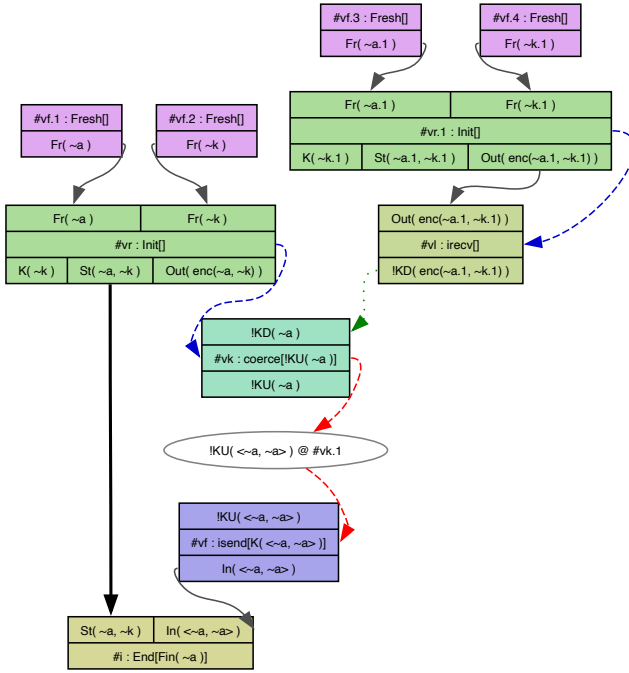 #vf.3 : Fresh[]
Fr( ~a.1 )
#vf.4 : Fresh[]
Fr( ~k.1 )
#vf.1 : Fresh[]
Fr( ~a )
#vf.2 : Fresh[]
Fr( ~k )
Fr( ~a.1 )
Fr( ~k.1 )
#vr.1 : Init[]
K( ~k.1 )
St( ~a.1, ~k.1 )
Out( enc(~a.1, ~k.1) )
Fr( ~a )
Fr( ~k )
#vr : Init[]
K( ~k )
St( ~a, ~k )
Out( enc(~a, ~k) )
Out( enc(~a.1, ~k.1) )
#vl : irecv[]
!KD( enc(~a.1, ~k.1) )
!KD( ~a )
#vk : coerce[!KU( ~a )]
!KU( ~a )
!KU( <~a, ~a> ) @ #vk.1
!KU( <~a, ~a> )
#vf : isend[K( <~a, ~a> )]
In( <~a, ~a> )
St( ~a, ~k )
In( <~a, ~a> )
#i : End[Fin( ~a )]